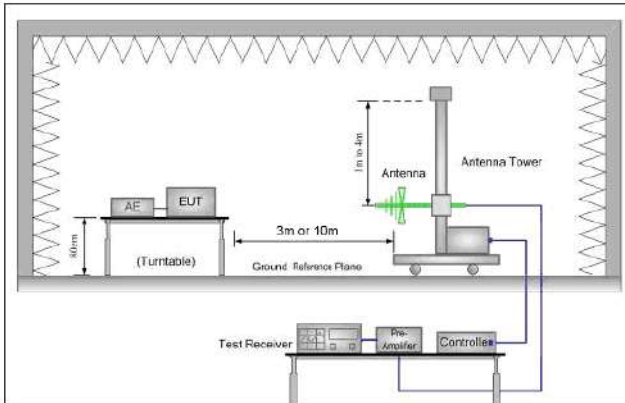 1m to 4m
Antenna
Antenna Tower
AE
EUT
3m or 10m
80cm
(Turntable)
Ground Reference Plane
Test Receiver
Pre-
Amplifier
Controller